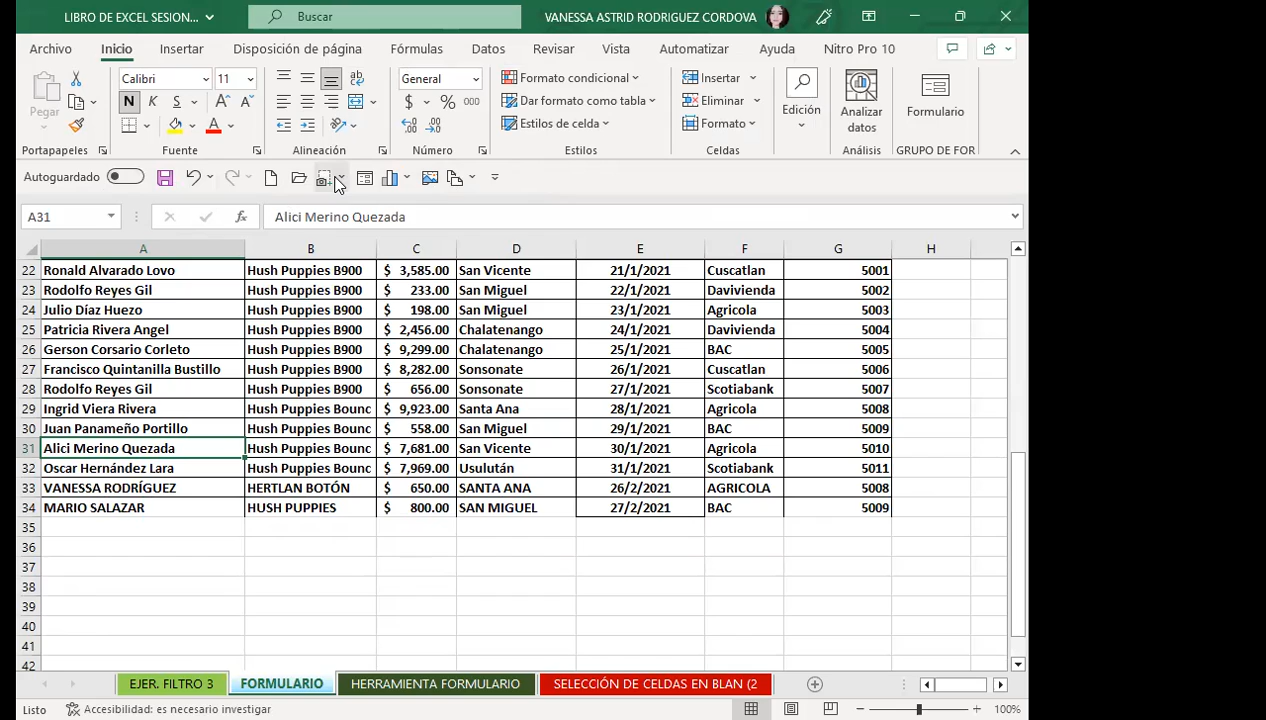 LIBRO DE EXCEL SESION... Buscar VANESSA ASTRID RODRIGUEZ CORDOVA
Archivo Inicio Insertar Disposición de página Fórmulas Datos Revisar Vista Automatizar Ayuda Nitro Pro 10
Calibri 11 General Formato condicional Insertar
Pegar N K S $ % 000 Dar formato como tabla Eliminar Edición Analizar datos Formulario
Estilos de celda Formato
Portapapeles Fuente Alineación Número Estilos Celdas GRUPO DE FOR
Autoguardado
A31 fx Alici Merino Quezada
A B C D E F G H
22 Ronald Alvarado Lovo Hush Puppies B900 $ 3,585.00 San Vicente 21/1/2021 Cuscatlan 5001
23 Rodolfo Reyes Gil Hush Puppies B900 $ 233.00 San Miguel 22/1/2021 Davivienda 5002
24 Julio Díaz Huezo Hush Puppies B900 $ 198.00 San Miguel 23/1/2021 Agricola 5003
25 Patricia Rivera Angel Hush Puppies B900 $ 2,456.00 Chalatenango 24/1/2021 Davivienda 5004
26 Gerson Corsario Corleto Hush Puppies B900 $ 9,299.00 Chalatenango 25/1/2021 BAC 5005
27 Francisco Quintanilla Bustillo Hush Puppies B900 $ 8,282.00 Sonsonate 26/1/2021 Cuscatlan 5006
28 Rodolfo Reyes Gil Hush Puppies B900 $ 656.00 Sonsonate 27/1/2021 Scotiabank 5007
29 Ingrid Viera Rivera Hush Puppies Bounc $ 9,923.00 Santa Ana 28/1/2021 Agricola 5008
30 Juan Panameño Portillo Hush Puppies Bounc $ 558.00 San Miguel 29/1/2021 BAC 5009
31 Alici Merino Quezada Hush Puppies Bounc $ 7,681.00 San Vicente 30/1/2021 Agricola 5010
32 Oscar Hernández Lara Hush Puppies Bounc $ 7,969.00 Usulután 31/1/2021 Scotiabank 5011
33 VANESSA RODRÍGUEZ HERTLAN BOTÓN $ 650.00 SANTA ANA 26/2/2021 AGRICOLA 5008
34 MARIO SALAZAR HUSH PUPPIES $ 800.00 SAN MIGUEL 27/2/2021 BAC 5009
35
36
37
38
39
40
41
42
EJER. FILTRO 3 FORMULARIO HERRAMIENTA FORMULARIO SELECCIÓN DE CELDAS EN BLAN (2
Listo Accesibilidad: es necesario investigar 100%